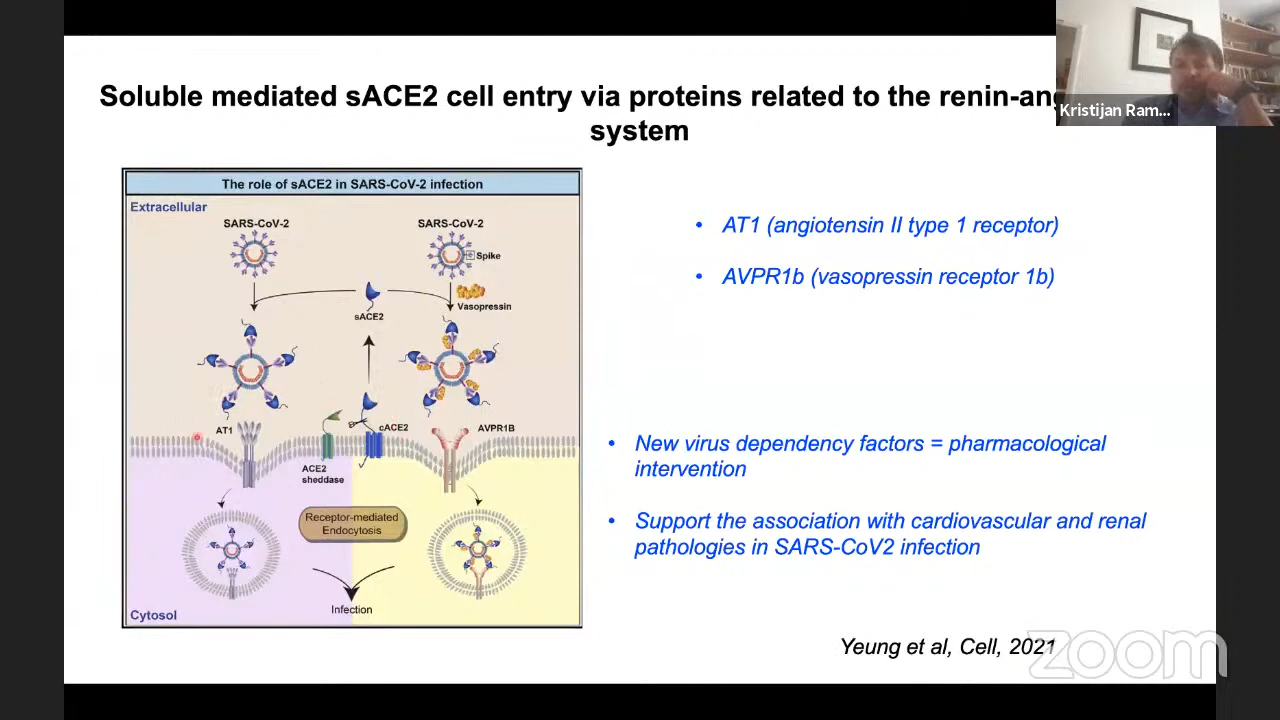 Soluble mediated sACE2 cell entry via proteins related to the
system
Kristijan Ram...
The role of sACE2 in SARS-CoV-2 infection
Extracellular
SARS-CoV-2
SARS-CoV-2
Spike
Vasopressin
sACE2
AT1
cACE2
AVPR1B
ACE2
sheddase
Receptor-mediated
Endocytosis
Infection
Cytosol
• AT1 (angiotensin II type 1 receptor)
• AVPR1b (vasopressin receptor 1b)
• New virus dependency factors = pharmacological
intervention
• Support the association with cardiovascular and renal
pathologies in SARS-CoV2 infection
Yeung et al, Cell, 2021
zoom